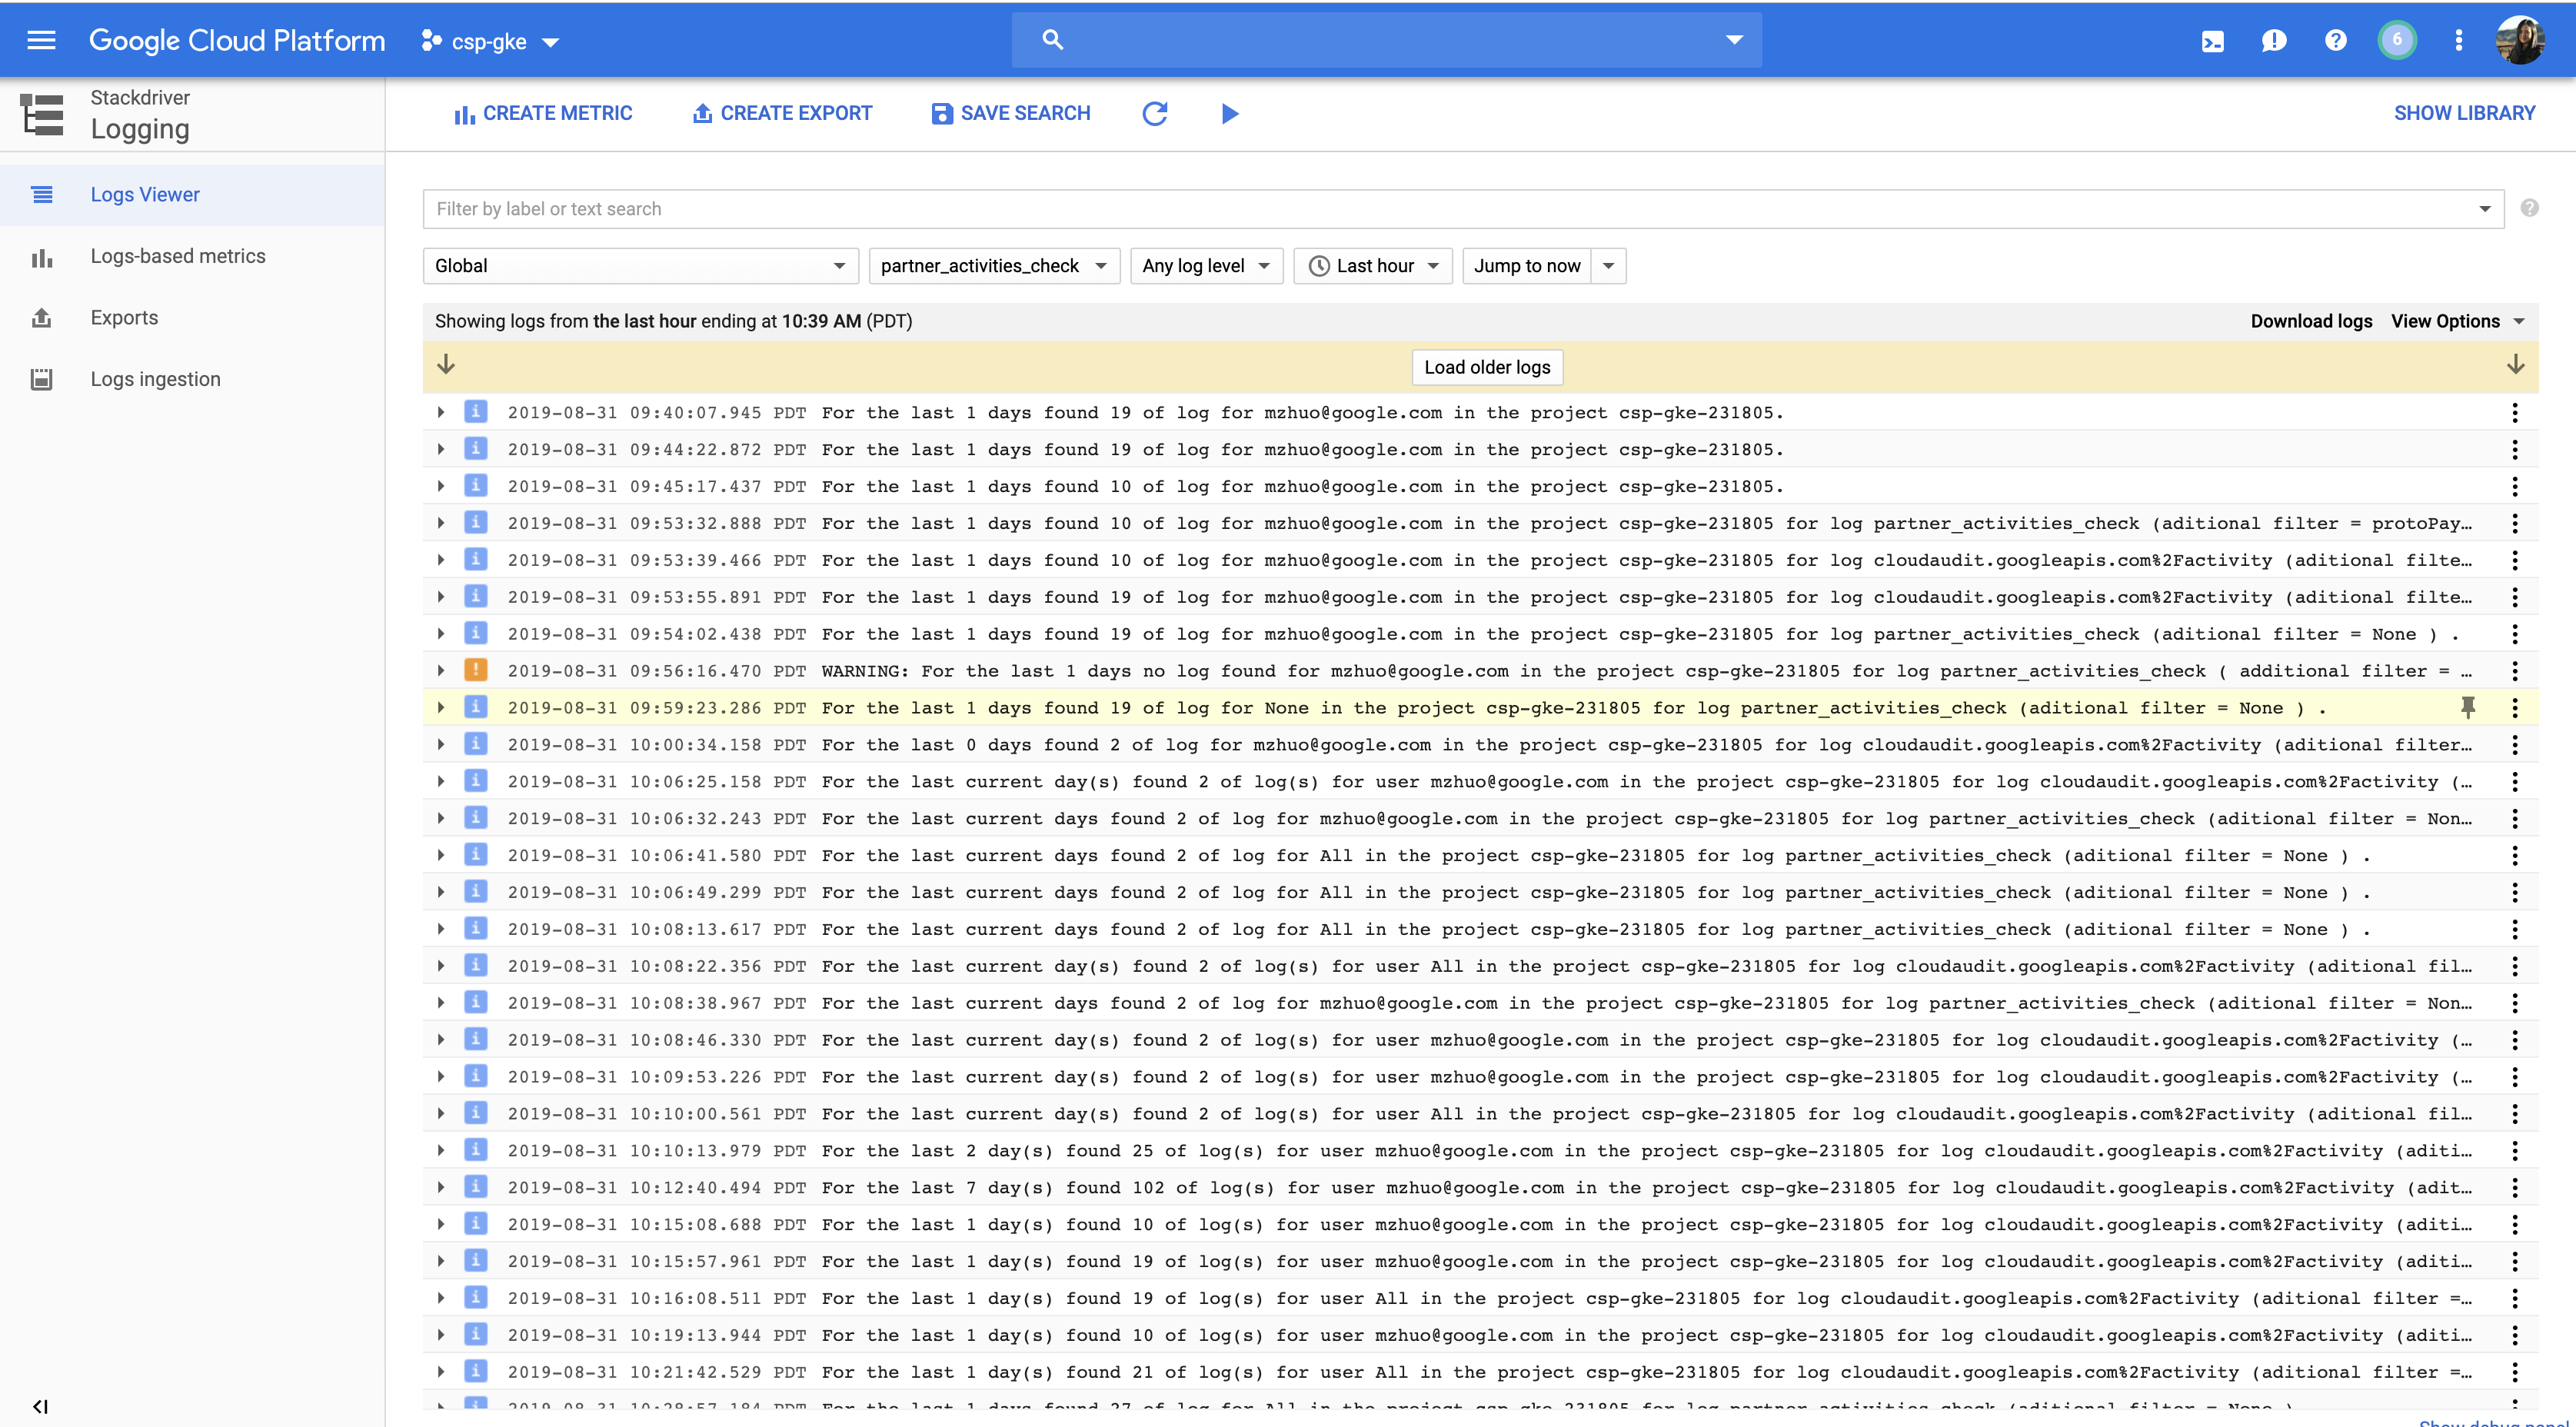 Google Cloud Platform csp-gke 6
Stackdriver
Logging
CREATE METRIC CREATE EXPORT SAVE SEARCH SHOW LIBRARY
Logs Viewer
Logs-based metrics
Exports
Logs ingestion
Filter by label or text search
Global partner_activities_check Any log level Last hour Jump to now
Showing logs from the last hour ending at 10:39 AM (PDT) Download logs View Options
Load older logs
2019-08-31 09:40:07.945 PDT For the last 1 days found 19 of log for mzhuo@google.com in the project csp-gke-231805.
2019-08-31 09:44:22.872 PDT For the last 1 days found 19 of log for mzhuo@google.com in the project csp-gke-231805.
2019-08-31 09:45:17.437 PDT For the last 1 days found 10 of log for mzhuo@google.com in the project csp-gke-231805.
2019-08-31 09:53:32.888 PDT For the last 1 days found 10 of log for mzhuo@google.com in the project csp-gke-231805 for log partner_activities_check (aditional filter = protoPay…
2019-08-31 09:53:39.466 PDT For the last 1 days found 10 of log for mzhuo@google.com in the project csp-gke-231805 for log cloudaudit.googleapis.com%2Factivity (aditional filte…
2019-08-31 09:53:55.891 PDT For the last 1 days found 19 of log for mzhuo@google.com in the project csp-gke-231805 for log cloudaudit.googleapis.com%2Factivity (aditional filte…
2019-08-31 09:54:02.438 PDT For the last 1 days found 19 of log for mzhuo@google.com in the project csp-gke-231805 for log partner_activities_check (aditional filter = None ) .
2019-08-31 09:56:16.470 PDT WARNING: For the last 1 days no log found for mzhuo@google.com in the project csp-gke-231805 for log partner_activities_check ( additional filter = …
2019-08-31 09:59:23.286 PDT For the last 1 days found 19 of log for None in the project csp-gke-231805 for log partner_activities_check (aditional filter = None ) .
2019-08-31 10:00:34.158 PDT For the last 0 days found 2 of log for mzhuo@google.com in the project csp-gke-231805 for log cloudaudit.googleapis.com%2Factivity (aditional filter…
2019-08-31 10:06:25.158 PDT For the last current day(s) found 2 of log(s) for user mzhuo@google.com in the project csp-gke-231805 for log cloudaudit.googleapis.com%2Factivity (…
2019-08-31 10:06:32.243 PDT For the last current days found 2 of log for mzhuo@google.com in the project csp-gke-231805 for log partner_activities_check (aditional filter = Non…
2019-08-31 10:06:41.580 PDT For the last current days found 2 of log for All in the project csp-gke-231805 for log partner_activities_check (aditional filter = None ) .
2019-08-31 10:06:49.299 PDT For the last current days found 2 of log for All in the project csp-gke-231805 for log partner_activities_check (aditional filter = None ) .
2019-08-31 10:08:13.617 PDT For the last current days found 2 of log for All in the project csp-gke-231805 for log partner_activities_check (aditional filter = None ) .
2019-08-31 10:08:22.356 PDT For the last current day(s) found 2 of log(s) for user All in the project csp-gke-231805 for log cloudaudit.googleapis.com%2Factivity (aditional fil…
2019-08-31 10:08:38.967 PDT For the last current days found 2 of log for mzhuo@google.com in the project csp-gke-231805 for log partner_activities_check (aditional filter = Non…
2019-08-31 10:08:46.330 PDT For the last current day(s) found 2 of log(s) for user mzhuo@google.com in the project csp-gke-231805 for log cloudaudit.googleapis.com%2Factivity (…
2019-08-31 10:09:53.226 PDT For the last current day(s) found 2 of log(s) for user mzhuo@google.com in the project csp-gke-231805 for log cloudaudit.googleapis.com%2Factivity (…
2019-08-31 10:10:00.561 PDT For the last current day(s) found 2 of log(s) for user All in the project csp-gke-231805 for log cloudaudit.googleapis.com%2Factivity (aditional fil…
2019-08-31 10:10:13.979 PDT For the last 2 day(s) found 25 of log(s) for user mzhuo@google.com in the project csp-gke-231805 for log cloudaudit.googleapis.com%2Factivity (aditi…
2019-08-31 10:12:40.494 PDT For the last 7 day(s) found 102 of log(s) for user mzhuo@google.com in the project csp-gke-231805 for log cloudaudit.googleapis.com%2Factivity (adit…
2019-08-31 10:15:08.688 PDT For the last 1 day(s) found 10 of log(s) for user mzhuo@google.com in the project csp-gke-231805 for log cloudaudit.googleapis.com%2Factivity (aditi…
2019-08-31 10:15:57.961 PDT For the last 1 day(s) found 19 of log(s) for user mzhuo@google.com in the project csp-gke-231805 for log cloudaudit.googleapis.com%2Factivity (aditi…
2019-08-31 10:16:08.511 PDT For the last 1 day(s) found 19 of log(s) for user All in the project csp-gke-231805 for log cloudaudit.googleapis.com%2Factivity (aditional filter =…
2019-08-31 10:19:13.944 PDT For the last 1 day(s) found 10 of log(s) for user mzhuo@google.com in the project csp-gke-231805 for log cloudaudit.googleapis.com%2Factivity (aditi…
2019-08-31 10:21:42.529 PDT For the last 1 day(s) found 21 of log(s) for user All in the project csp-gke-231805 for log cloudaudit.googleapis.com%2Factivity (aditional filter =…